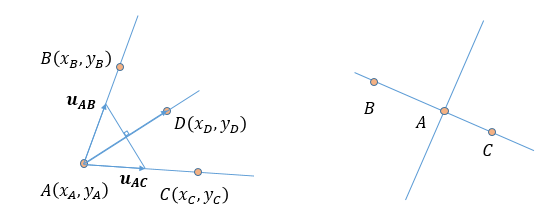 B(x_B, y_B)
u_AB
D(x_D, y_D)
A(x_A, y_A)
u_AC
C(x_C, y_C)
B
A
C